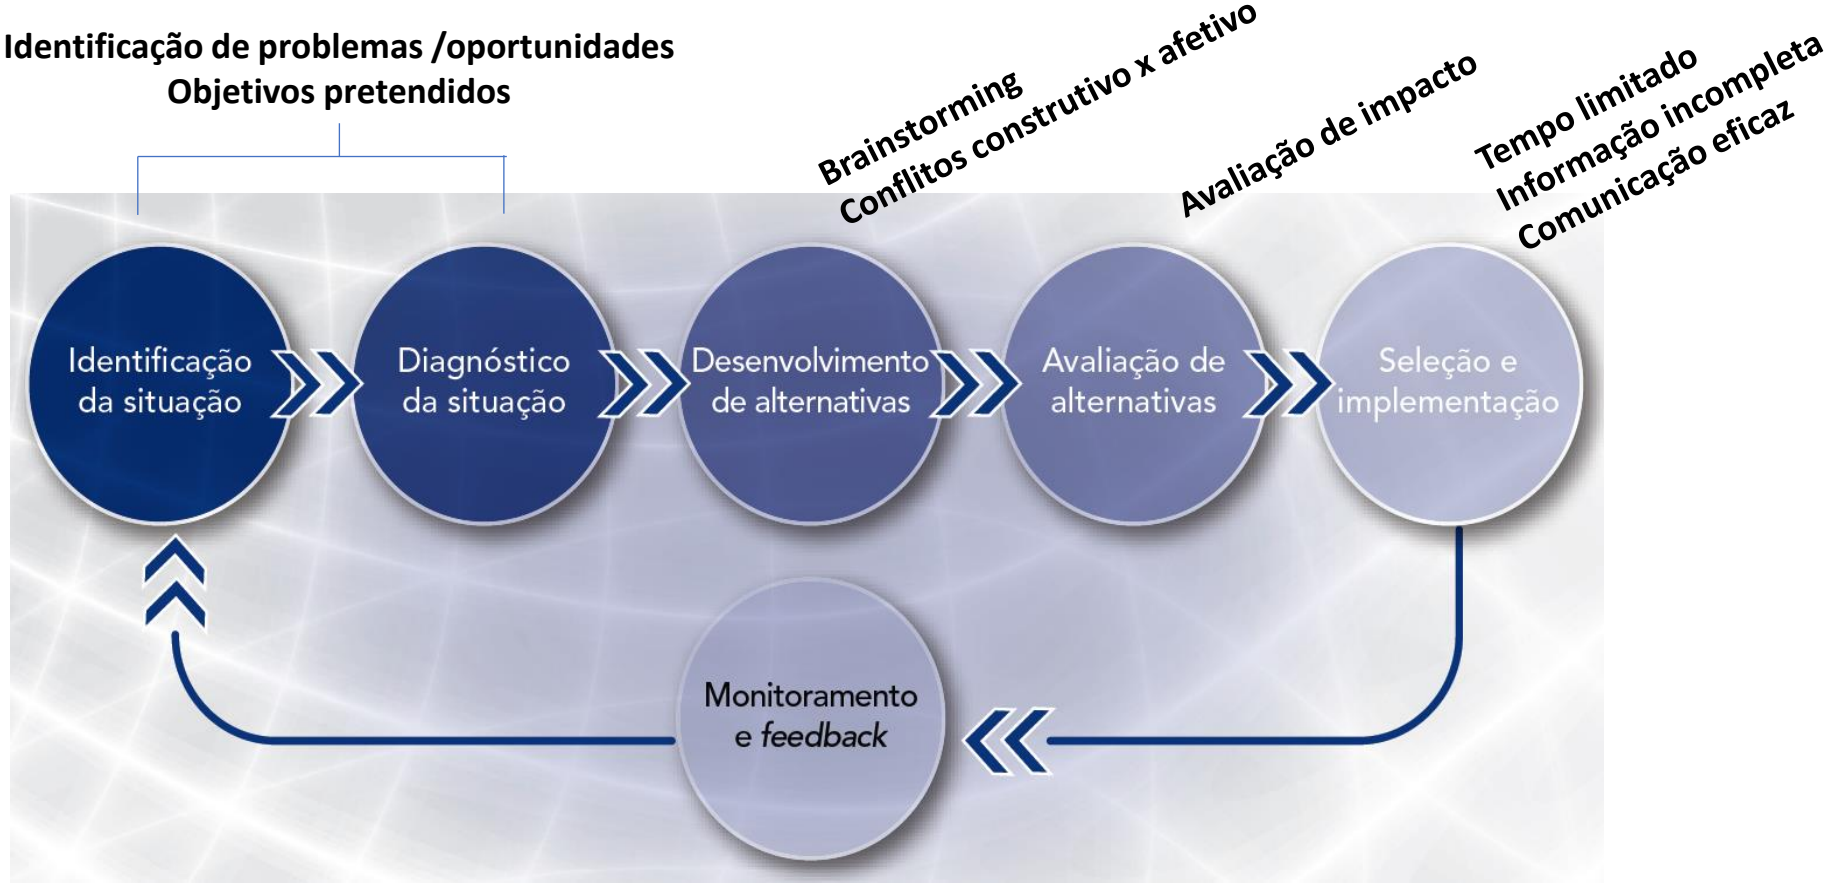 Identificação de problemas /oportunidades
Objetivos pretendidos
Brainstorming
Conflitos construtivo x afetivo
Avaliação de impacto
Tempo limitado
Informação incompleta
Comunicação eficaz
Identificação
da situação
Diagnóstico
da situação
Desenvolvimento
de alternativas
Avaliação de
alternativas
Seleção e
implementação
Monitoramento
e feedback